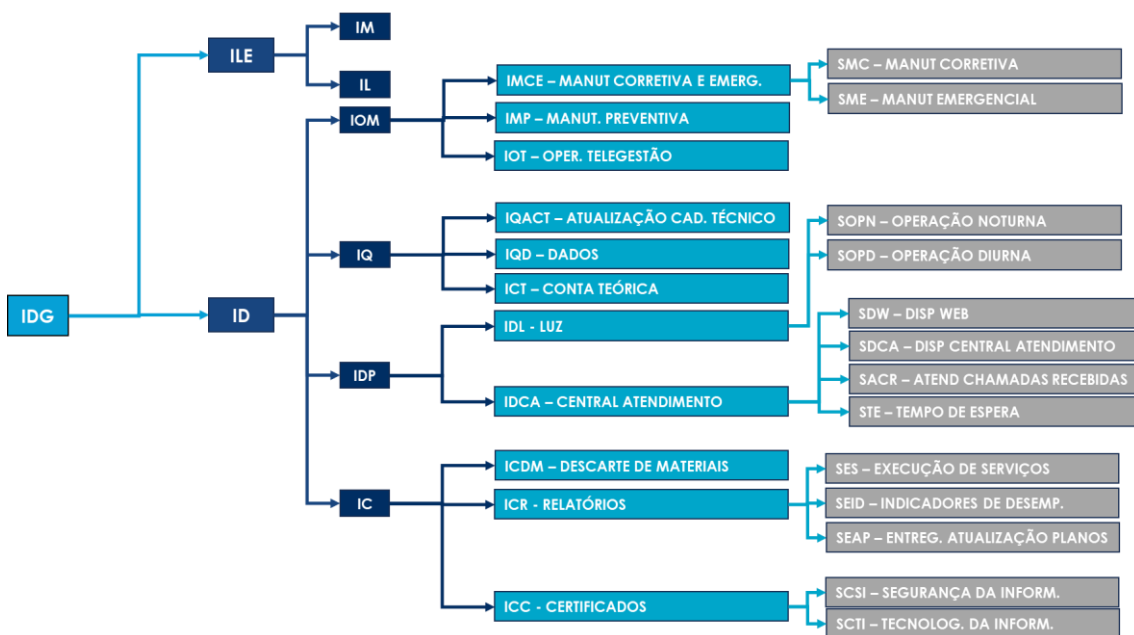 IM
ILE
SMC – MANUT CORRETIVA
IMCE – MANUT CORRETIVA E EMERG.
IL
SME – MANUT EMERGENCIAL
IOM
IMP – MANUT. PREVENTIVA
IOT – OPER. TELEGESTÃO
IQACT – ATUALIZAÇÃO CAD. TÉCNICO
SOPN – OPERAÇÃO NOTURNA
IQ
IQD – DADOS
SOPD – OPERAÇÃO DIURNA
ICT – CONTA TEÓRICA
IDG
ID
SDW – DISP WEB
IDL - LUZ
SDCA – DISP CENTRAL ATENDIMENTO
IDP
SACR – ATEND CHAMADAS RECEBIDAS
IDCA – CENTRAL ATENDIMENTO
STE – TEMPO DE ESPERA
ICDM – DESCARTE DE MATERIAIS
SES – EXECUÇÃO DE SERVIÇOS
IC
ICR - RELATÓRIOS
SEID – INDICADORES DE DESEMP.
SEAP – ENTREG. ATUALIZAÇÃO PLANOS
SCSI – SEGURANÇA DA INFORM.
ICC - CERTIFICADOS
SCTI – TECNOLOG. DA INFORM.